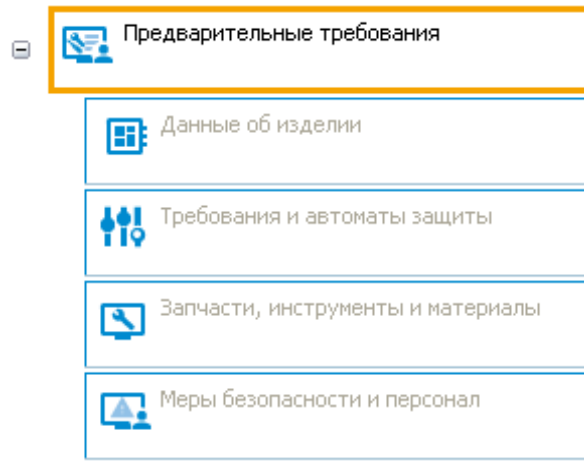 Предварительные требования
Данные об изделии
Требования и автоматы защиты
Запчасти, инструменты и материалы
Меры безопасности и персонал